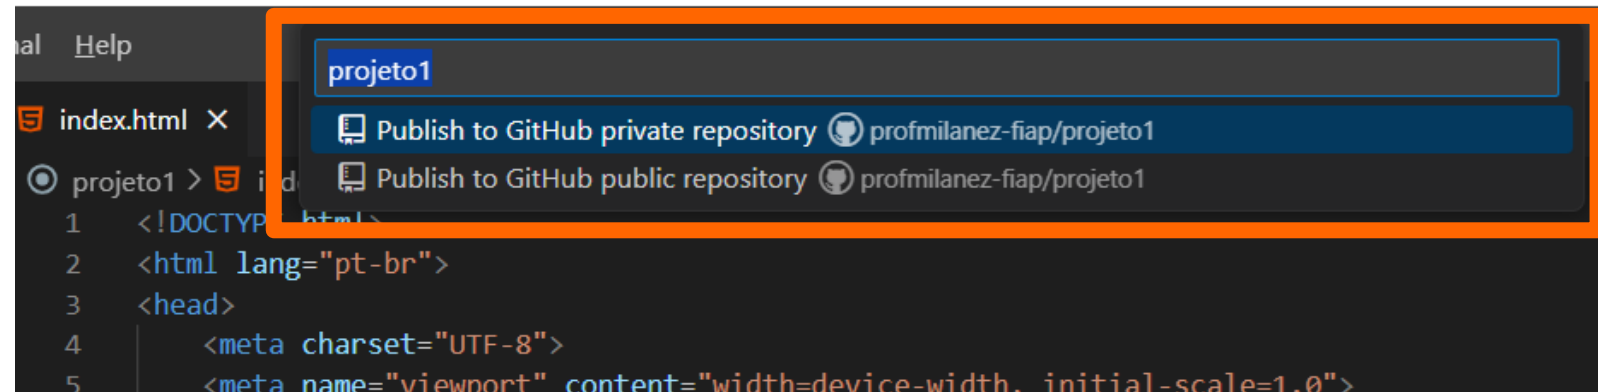 Help
projeto1
index.html
Publish to GitHub private repository profmilanez-fiap/projeto1
projeto1 >
Publish to GitHub public repository profmilanez-fiap/projeto1
1 <!DOCTYPE html>
2 <html lang="pt-br">
3 <head>
4 <meta charset="UTF-8">
5 <meta name="viewport" content="width=device-width, initial-scale=1.0">